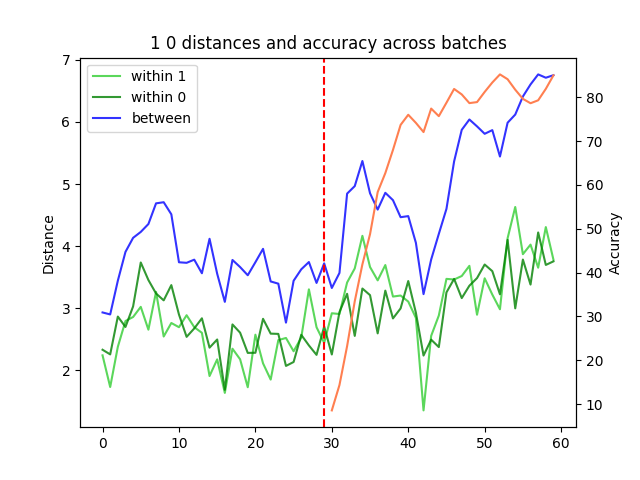 1 0 distances and accuracy across batches
within 1
within 0
between
Distance
Accuracy
7
6
5
4
3
2
80
70
60
50
40
30
20
10
0 10 20 30 40 50 60